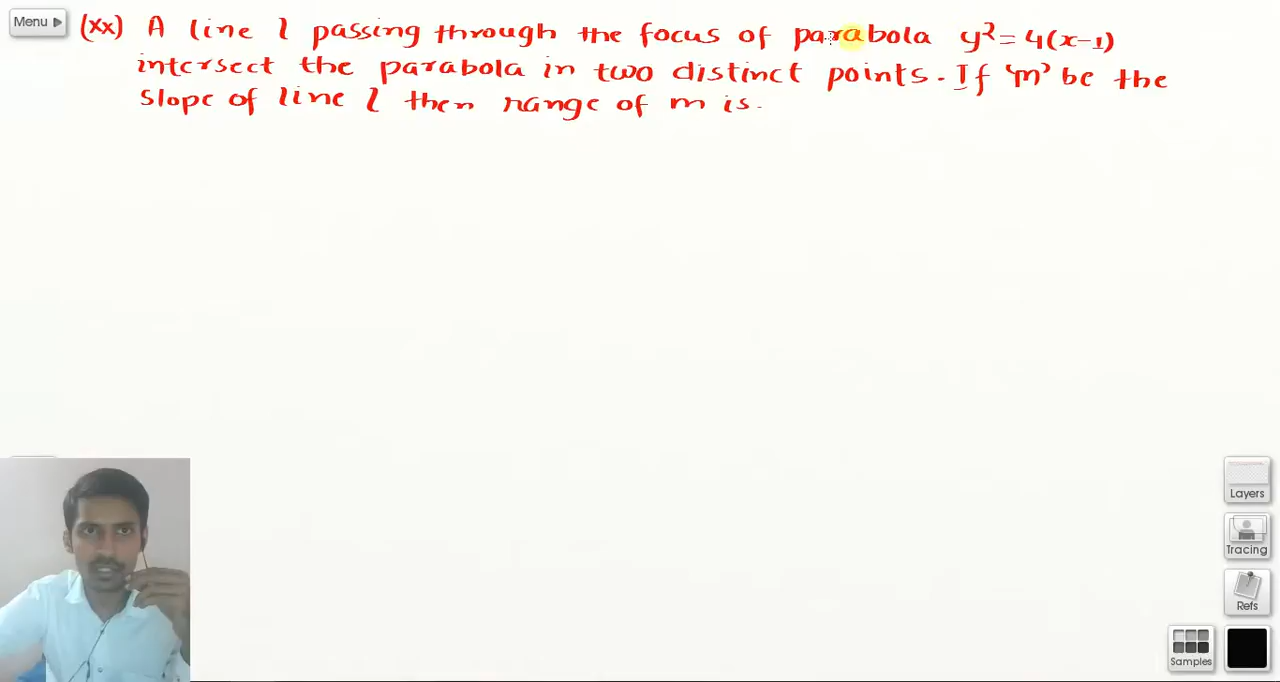 Menu
(xx) A line l passing through the focus of parabola y²=4(x-1)
intersect the parabola in two distinct points. If 'm' be the
slope of line l then range of m is.
Layers
Tracing
Refs
Samples